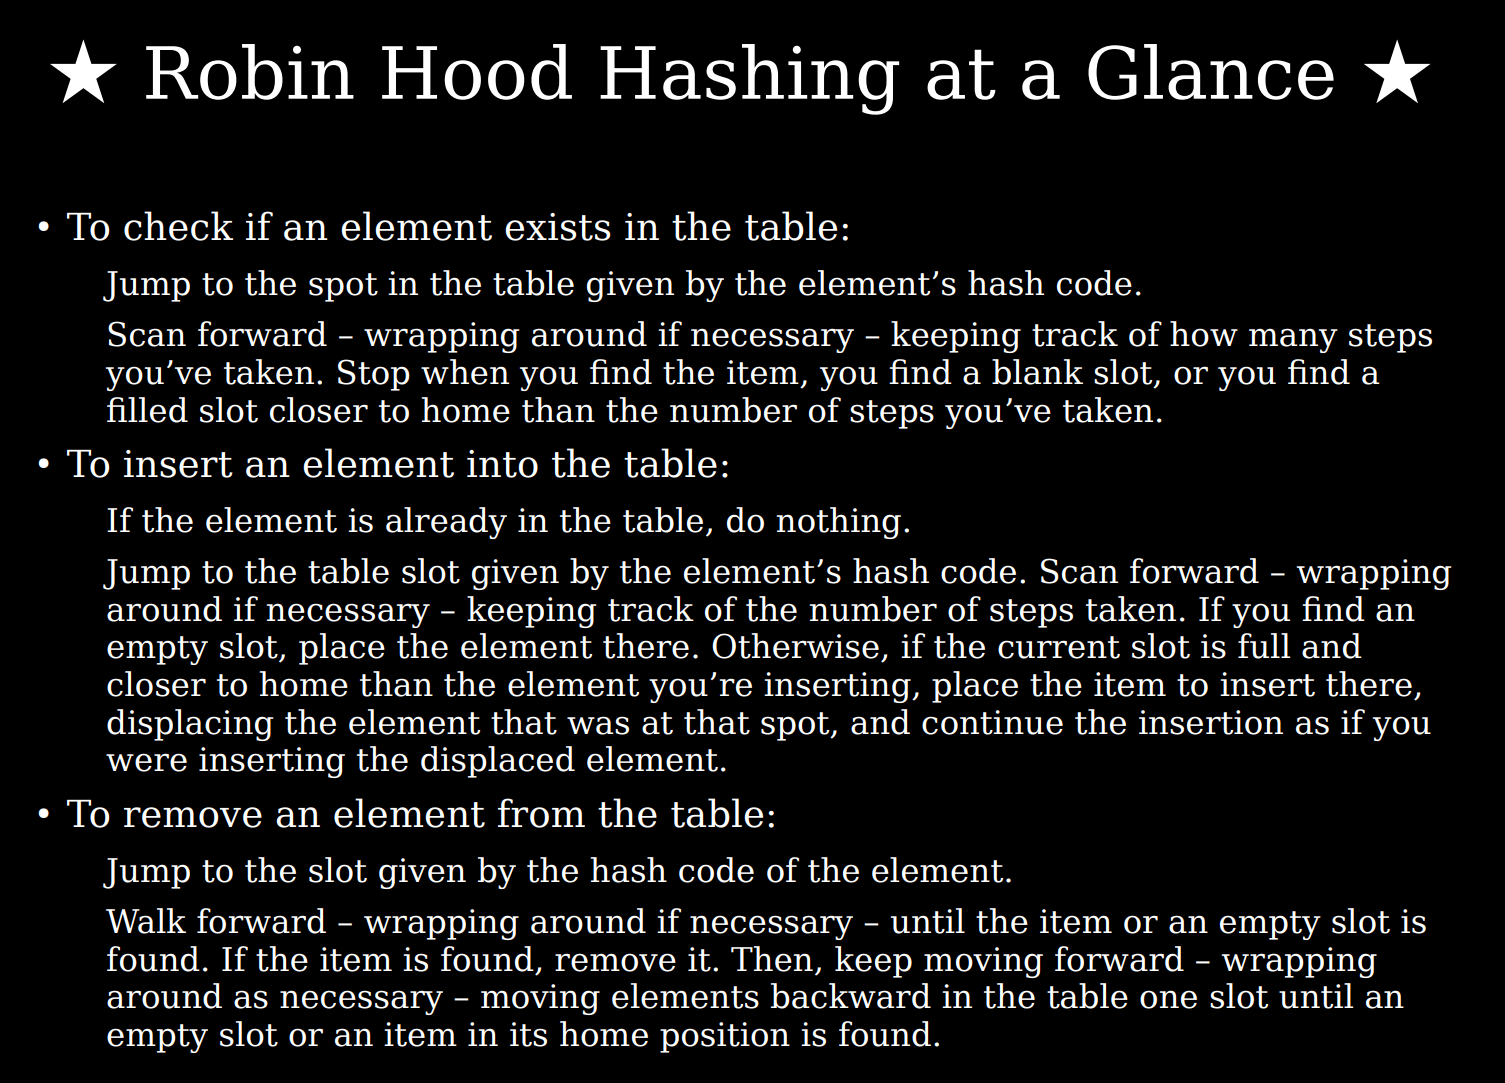 ★ Robin Hood Hashing at a Glance ★
• To check if an element exists in the table:
Jump to the spot in the table given by the element’s hash code.
Scan forward – wrapping around if necessary – keeping track of how many steps
you’ve taken. Stop when you find the item, you find a blank slot, or you find a
filled slot closer to home than the number of steps you’ve taken.
• To insert an element into the table:
If the element is already in the table, do nothing.
Jump to the table slot given by the element’s hash code. Scan forward – wrapping
around if necessary – keeping track of the number of steps taken. If you find an
empty slot, place the element there. Otherwise, if the current slot is full and
closer to home than the element you’re inserting, place the item to insert there,
displacing the element that was at that spot, and continue the insertion as if you
were inserting the displaced element.
• To remove an element from the table:
Jump to the slot given by the hash code of the element.
Walk forward – wrapping around if necessary – until the item or an empty slot is
found. If the item is found, remove it. Then, keep moving forward – wrapping
around as necessary – moving elements backward in the table one slot until an
empty slot or an item in its home position is found.